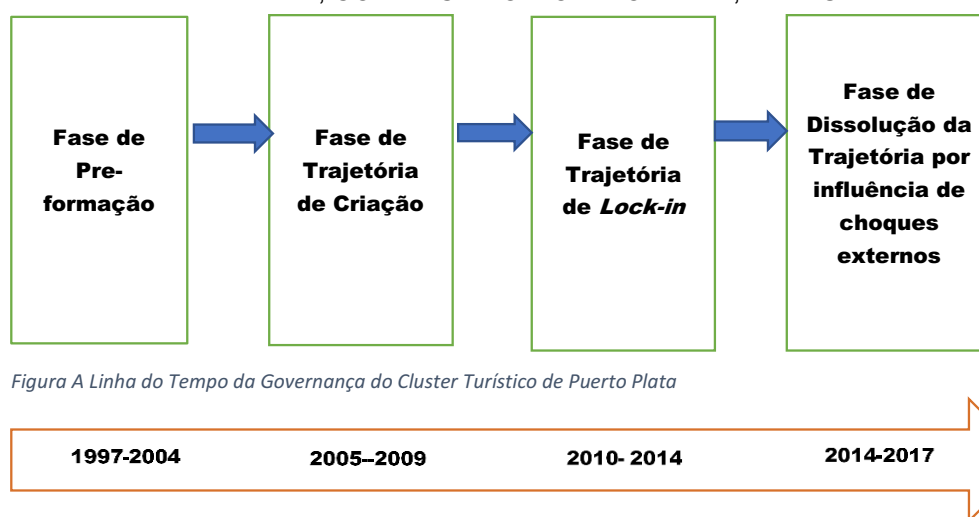 Fase de
Pre-
formação
Fase de
Trajetória
de Criação
Fase de
Trajetória
de Lock-in
Fase de
Dissolução da
Trajetória por
influência de
choques
externos
Figura A Linha do Tempo da Governança do Cluster Turístico de Puerto Plata
1997-2004
2005--2009
2010- 2014
2014-2017